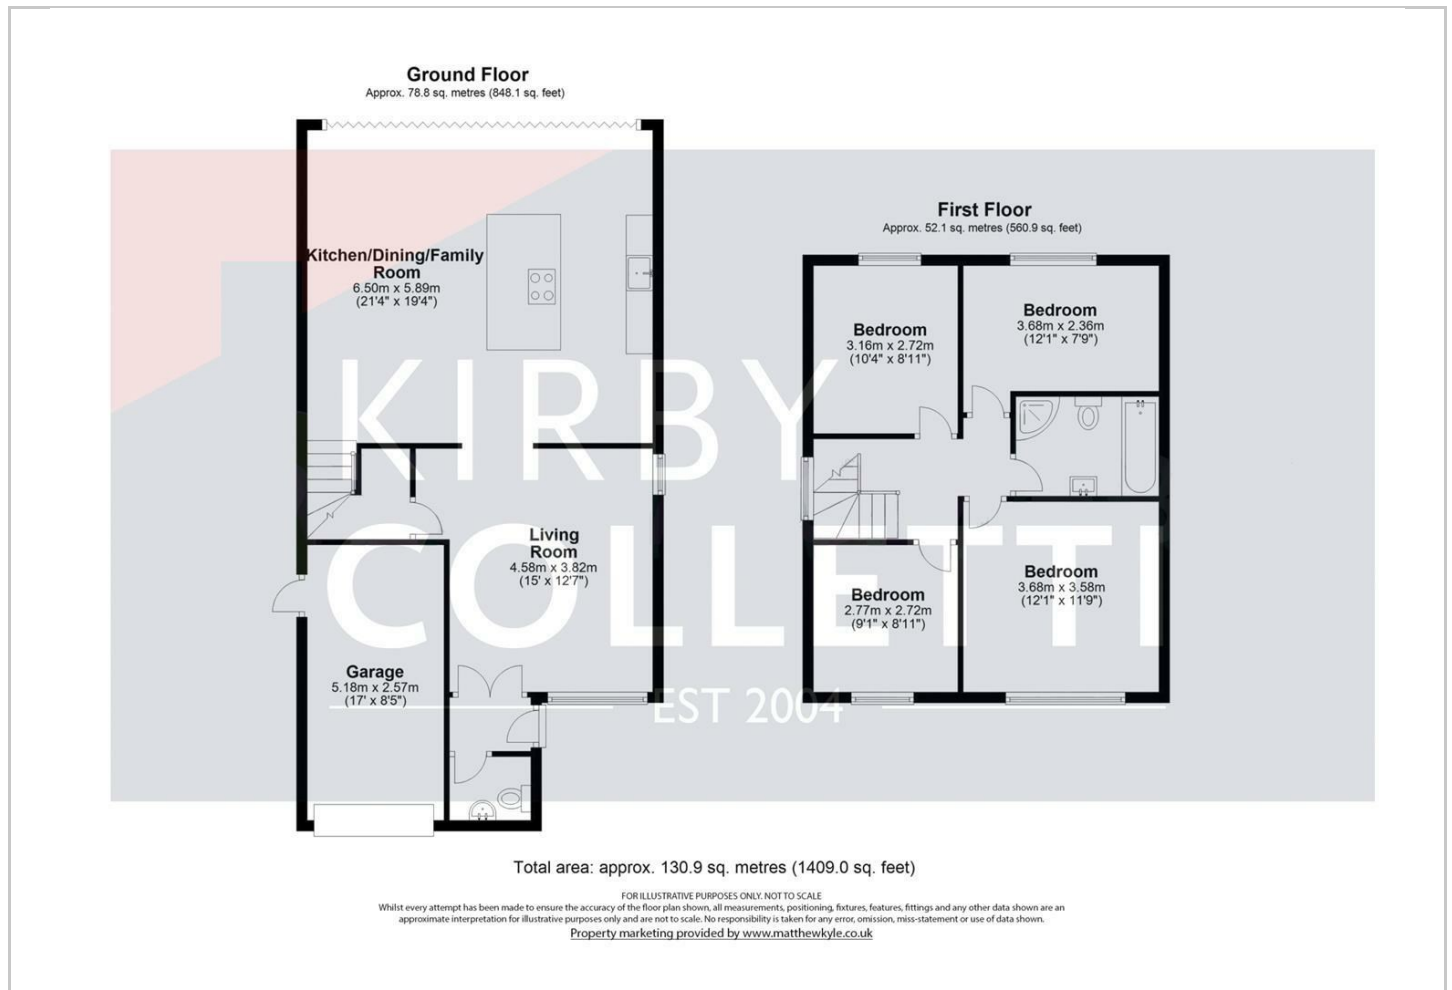 Ground Floor
Approx. 78.8 sq. metres (848.1 sq. feet)
Kitchen/Dining/Family
Room
6.50m x 5.89m
(21'4" x 19'4")
First Floor
Approx. 52.1 sq. metres (560.9 sq. feet)
Bedroom
3.16m x 2.72m
(10'4" x 8'11")
Bedroom
3.68m x 2.36m
(12'1" x 7'9")
KIRBY
COLLETTI
EST 2004
Living
Room
4.58m x 3.82m
(15' x 12'7")
Bedroom
2.77m x 2.72m
(9'1" x 8'11")
Bedroom
3.68m x 3.58m
(12'1" x 11'9")
Garage
5.18m x 2.57m
(17' x 8'5")
Total area: approx. 130.9 sq. metres (1409.0 sq. feet)
FOR ILLUSTRATIVE PURPOSES ONLY. NOT TO SCALE
Whilst every attempt has been made to ensure the accuracy of the floor plan shown, all measurements, positioning, fixtures, features, fittings and any other data shown are an
approximate interpretation for illustrative purposes only and are not to scale. No responsibility is taken for any error, omission, miss-statement or use of data shown.
Property marketing provided by www.matthewkyle.co.uk